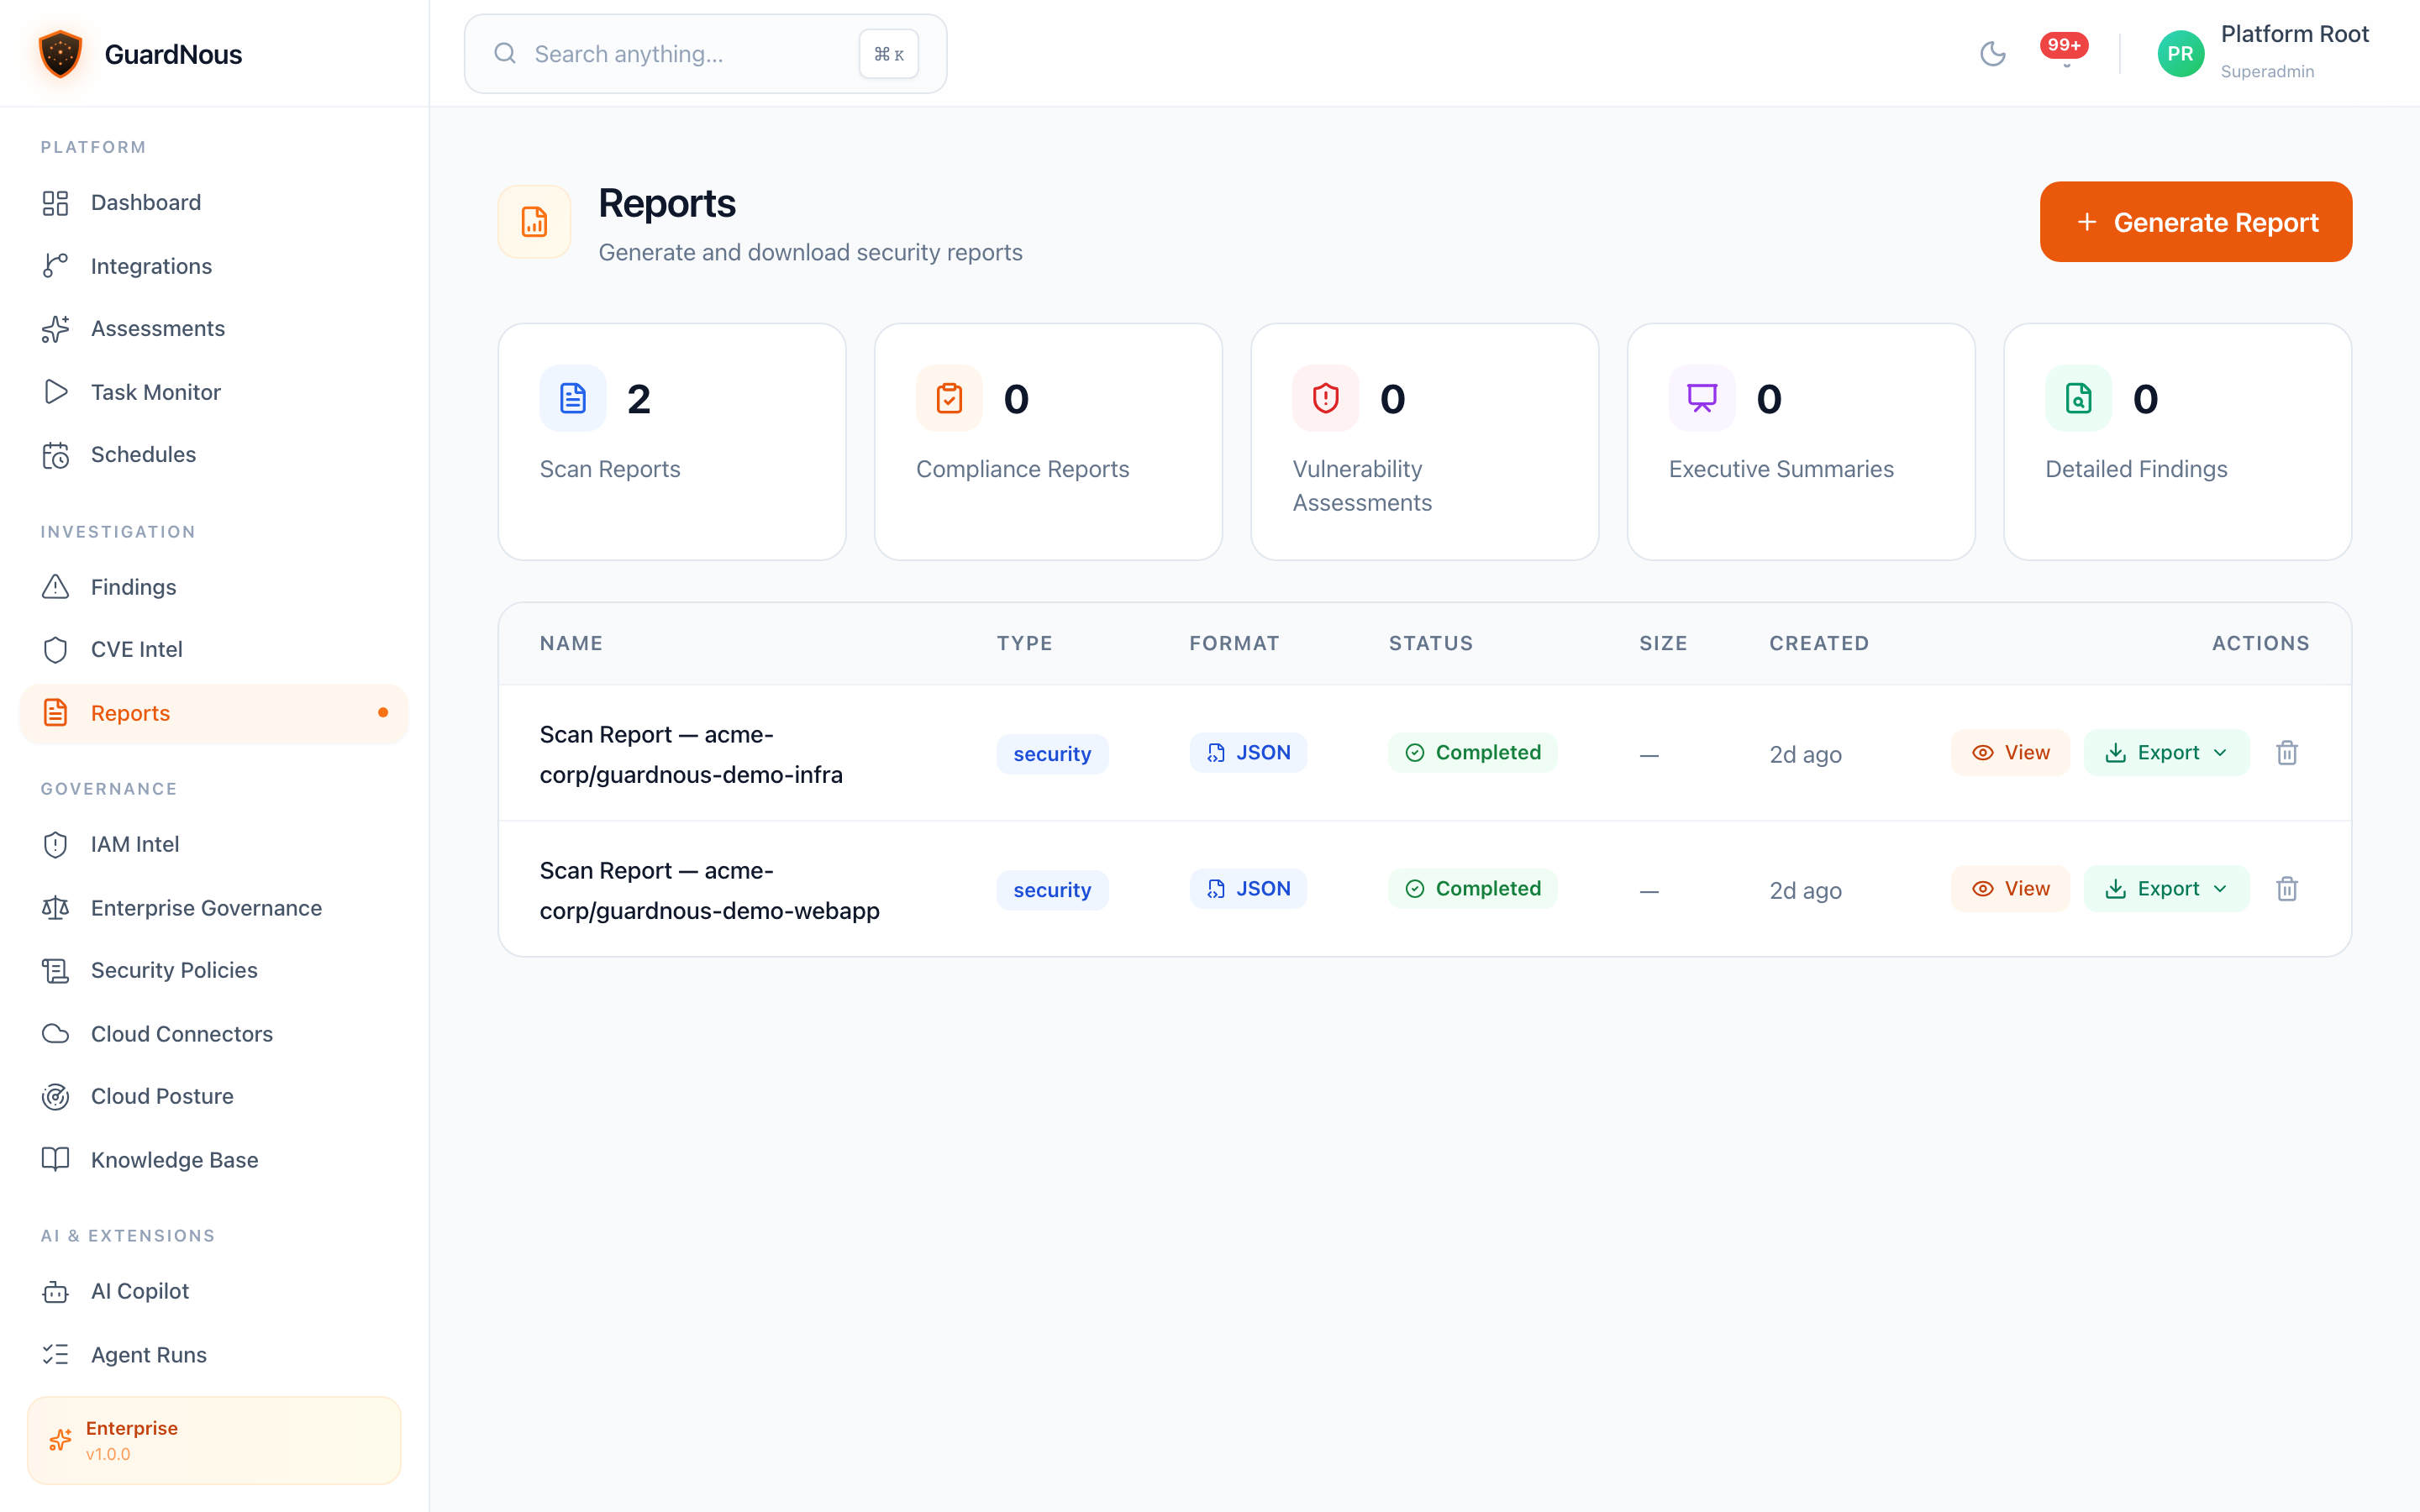 GuardNous
Search anything...
⌘ K
99+
PR
Platform Root
Superadmin
PLATFORM
Dashboard
Integrations
Assessments
Task Monitor
Schedules
INVESTIGATION
Findings
CVE Intel
Reports
GOVERNANCE
IAM Intel
Enterprise Governance
Security Policies
Cloud Connectors
Cloud Posture
Knowledge Base
AI & EXTENSIONS
AI Copilot
Agent Runs
Enterprise
v1.0.0
Reports
Generate and download security reports
+ Generate Report
2
Scan Reports
0
Compliance Reports
0
Vulnerability
Assessments
0
Executive Summaries
0
Detailed Findings
NAME TYPE FORMAT STATUS SIZE CREATED ACTIONS
Scan Report — acme-
corp/guardnous-demo-infra
security JSON Completed — 2d ago View Export
Scan Report — acme-
corp/guardnous-demo-webapp
security JSON Completed — 2d ago View Export